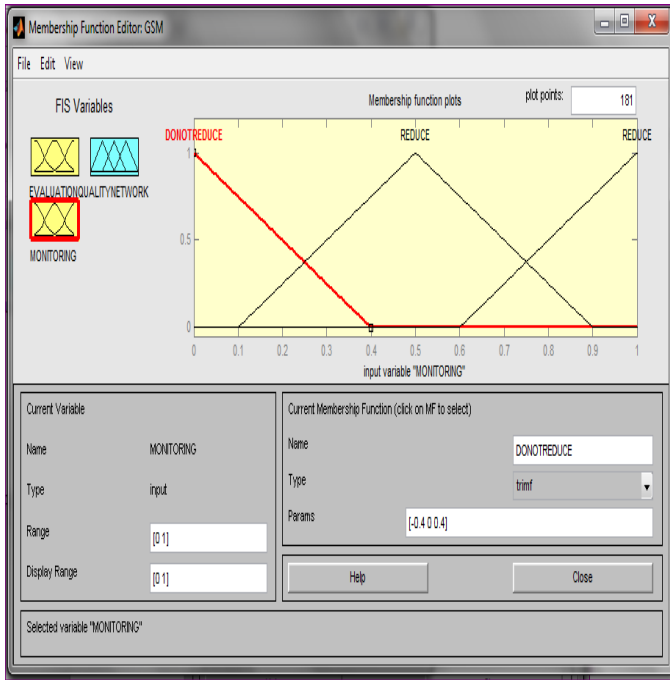 Membership Function Editor: GSM
File Edit View
FIS Variables
Membership function plots
plot points:
181
DONOTREDUCE
REDUCE
REDUCE
1
0.5
0
EVALUATIONQUALITYNETWORK
MONITORING
0 0.1 0.2 0.3 0.4 0.5 0.6 0.7 0.8 0.9 1
input variable "MONITORING"
Current Variable
Name MONITORING
Type input
Range [0 1]
Display Range [0 1]
Current Membership Function (click on MF to select)
Name DONOTREDUCE
Type trimf
Params [-0.4 0 0.4]
Help
Close
Selected variable "MONITORING"